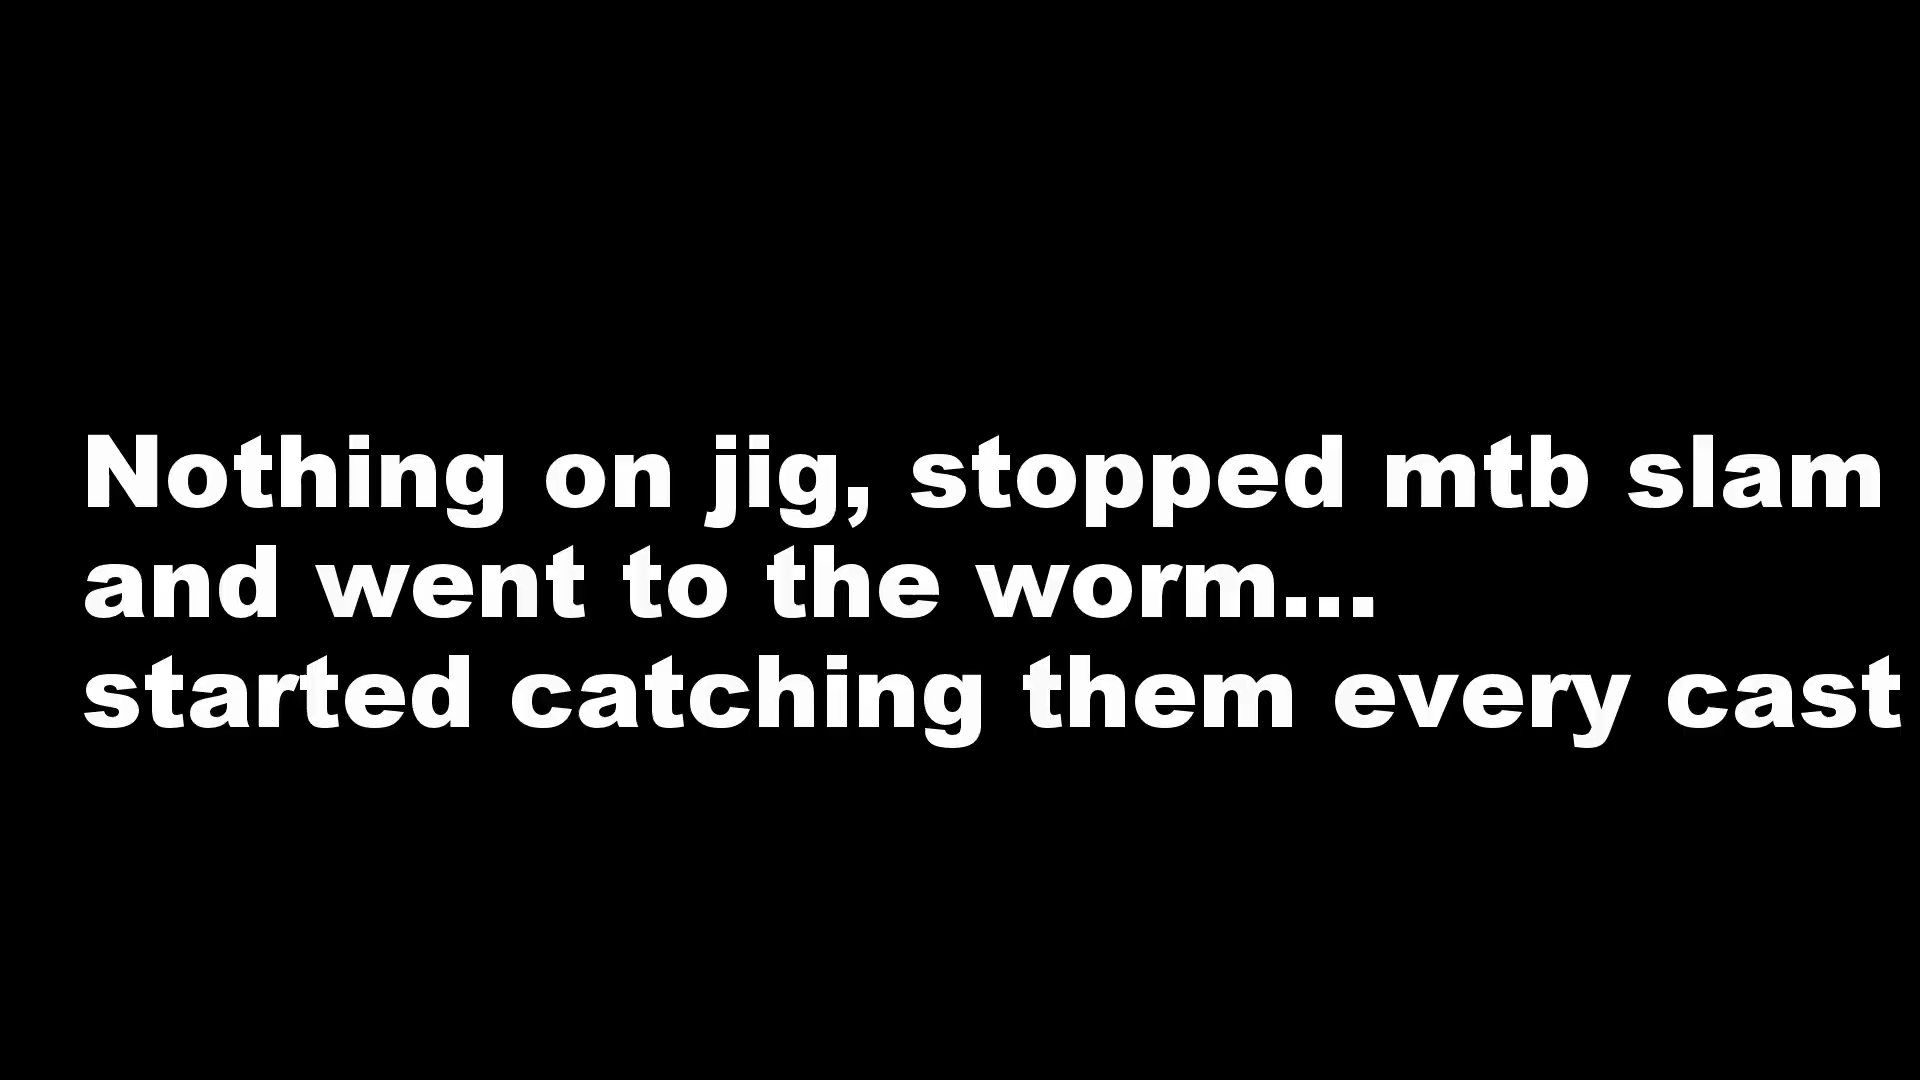 Nothing on jig, stopped mtb slam
and went to the worm...
started catching them every cast